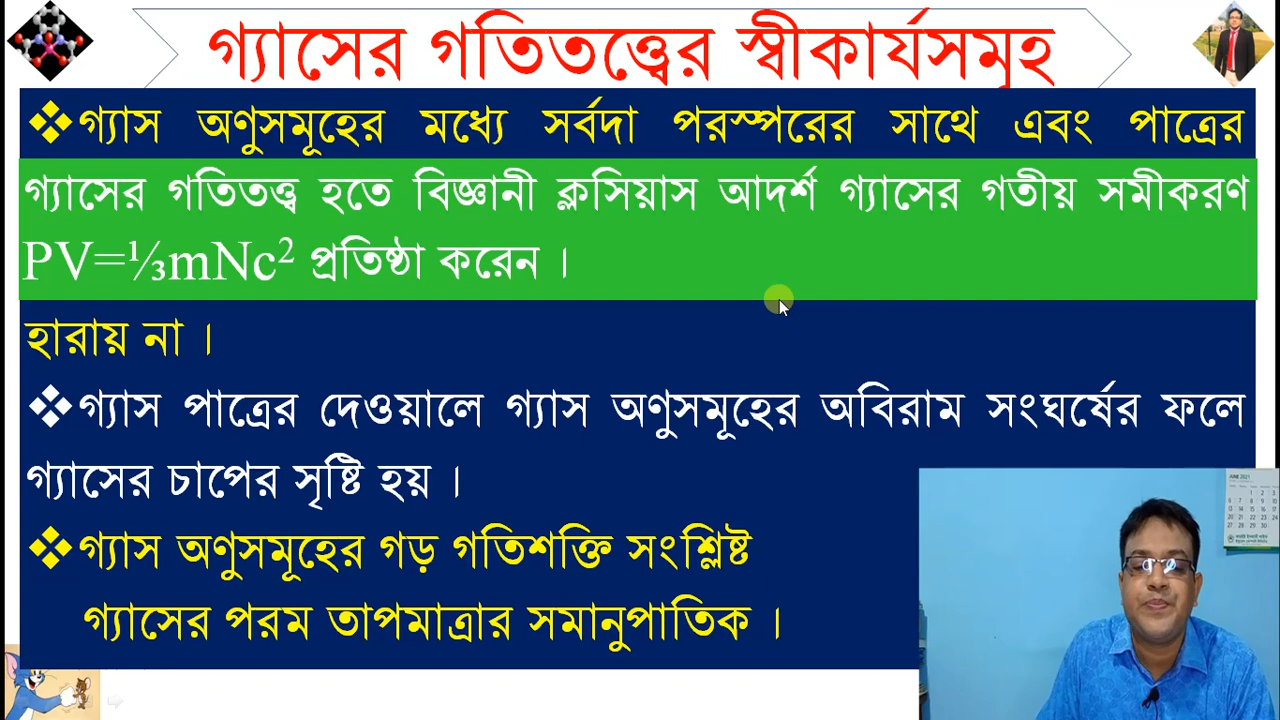 গ্যাসের গতিতত্ত্বের স্বীকার্যসমূহ
❖গ্যাস অণুসমূহের মধ্যে সর্বদা পরস্পরের সাথে এবং পাত্রের
গ্যাসের গতিতত্ত্ব হতে বিজ্ঞানী ক্লসিয়াস আদর্শ গ্যাসের গতীয় সমীকরণ
PV=⅓mNc² প্রতিষ্ঠা করেন ।
হারায় না ।
❖গ্যাস পাত্রের দেওয়ালে গ্যাস অণুসমূহের অবিরাম সংঘর্ষের ফলে
গ্যাসের চাপের সৃষ্টি হয় ।
❖গ্যাস অণুসমূহের গড় গতিশক্তি সংশ্লিষ্ট
গ্যাসের পরম তাপমাত্রার সমানুপাতিক ।
JUNE 2021